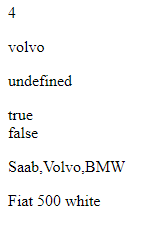 4
volvo
undefined
true
false
Saab,Volvo,BMW
Fiat 500 white